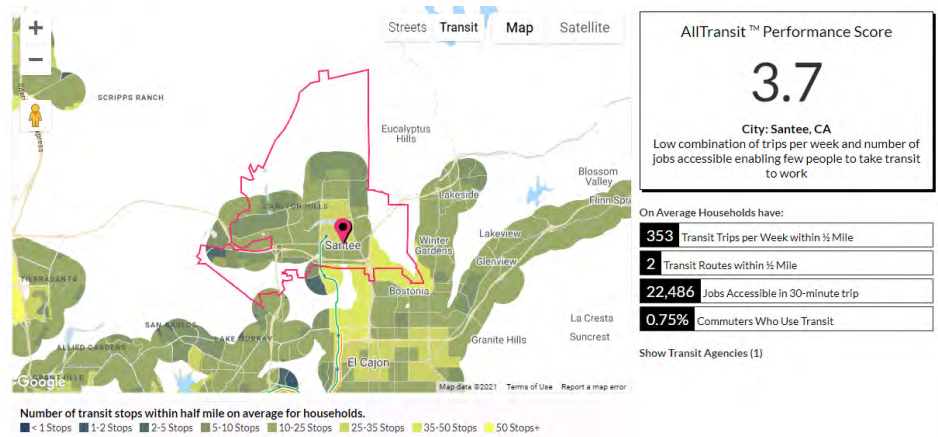 +
−
Streets Transit Map Satellite
SCRIPPS RANCH
Eucalyptus
Hills
Blossom
Valley
Flinn Spri
Lakeside
CARLTON HILLS
Santee
Winter
Gardens
Lakeview
Glenview
TIERRASANTA
Bostonia
SAN CARLOS
LAKE MURRAY
La Cresta
Suncrest
Granite Hills
ALLIED GARDENS
El Cajon
GRANTVILLE
Google
Map data ©2021 Terms of Use Report a map error
Number of transit stops within half mile on average for households.
< 1 Stops 1-2 Stops 2-5 Stops 5-10 Stops 10-25 Stops 25-35 Stops 35-50 Stops 50 Stops+
AllTransit ™ Performance Score
3.7
City: Santee, CA
Low combination of trips per week and number of
jobs accessible enabling few people to take transit
to work
On Average Households have:
353 Transit Trips per Week within ½ Mile
2 Transit Routes within ½ Mile
22,486 Jobs Accessible in 30-minute trip
0.75% Commuters Who Use Transit
Show Transit Agencies (1)